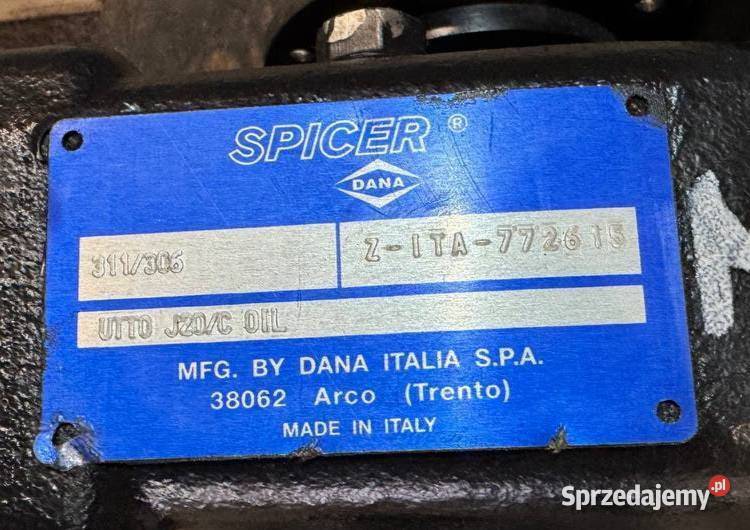 SPICER ®
DANA
311/306
Z-ITA-772615
UTTO J20/C OIL
MFG. BY DANA ITALIA S.P.A.
38062 Arco (Trento)
MADE IN ITALY
Sprzedajemy.pl